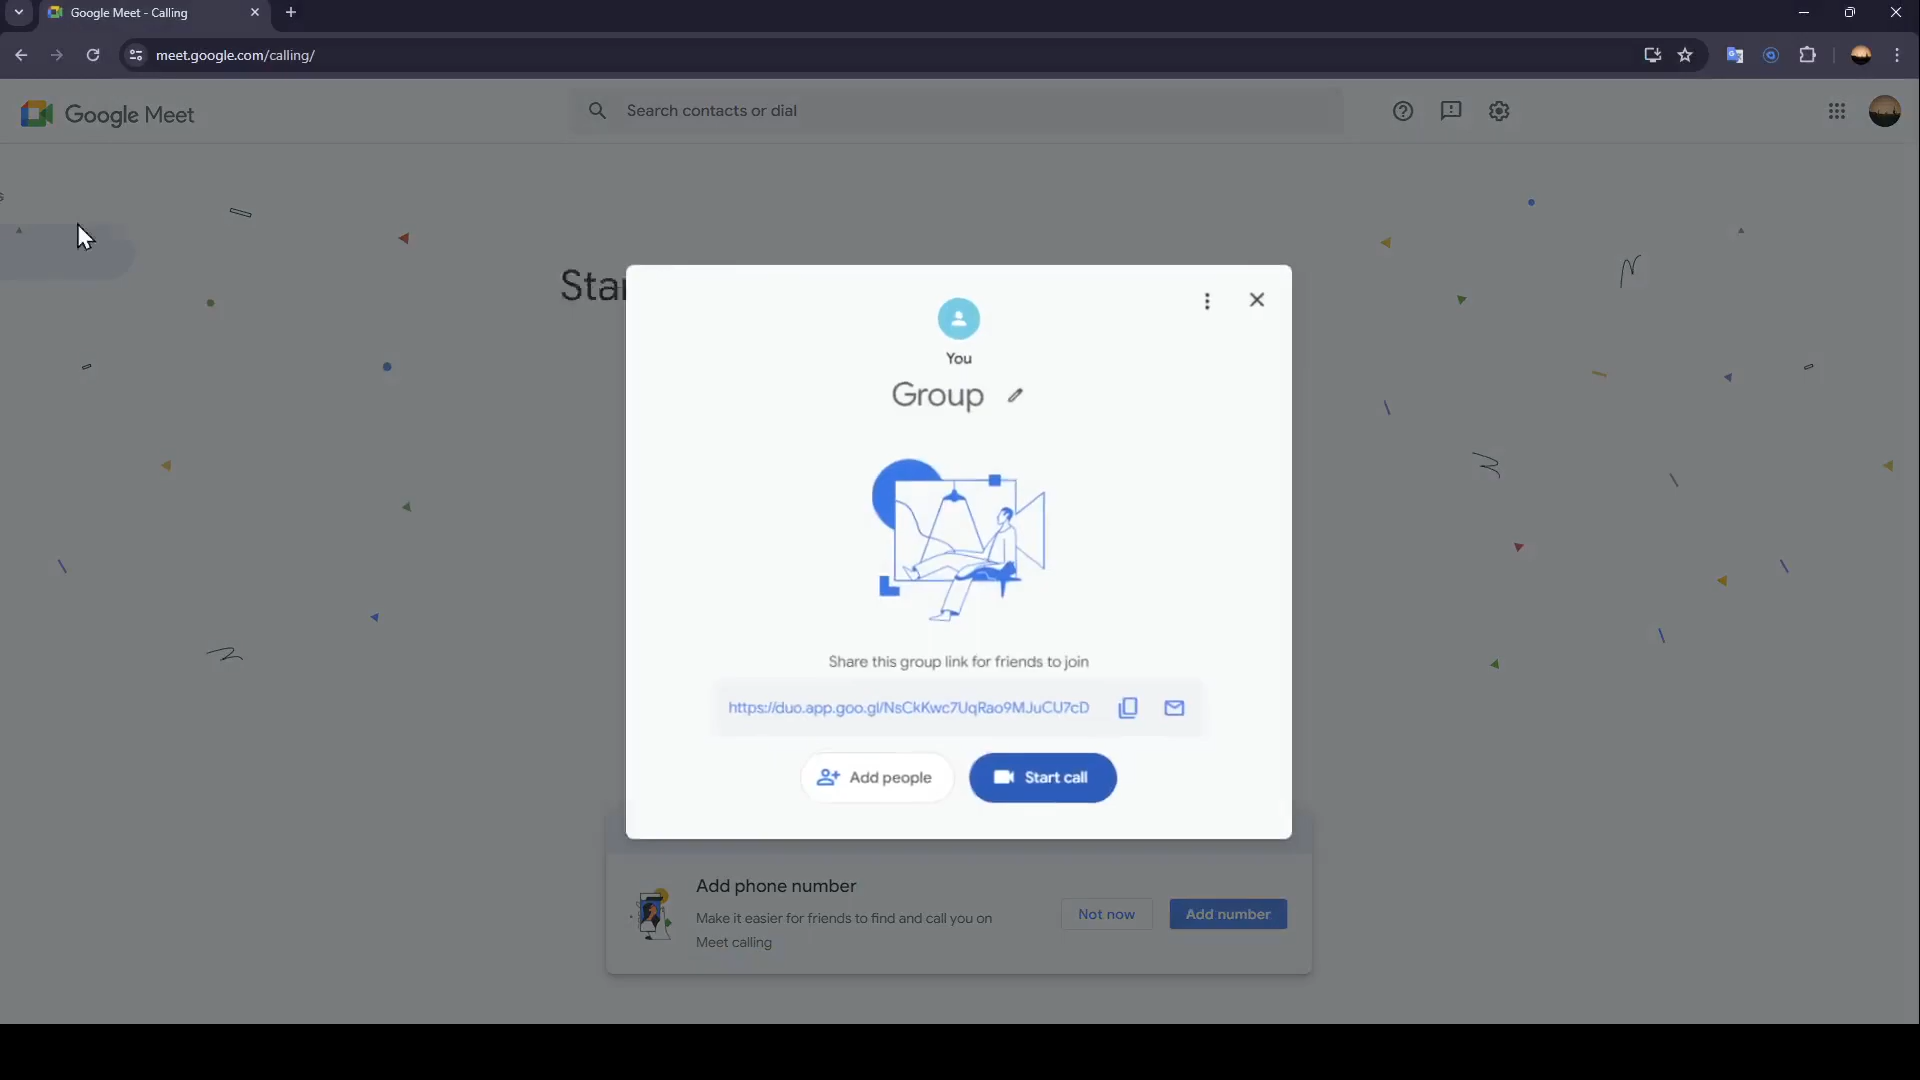 Google Meet - Calling
meet.google.com/calling/
Google Meet
Search contacts or dial
You
Group
Share this group link for friends to join
https://duo.app.goo.gl/NsCkKwc7UqRao9MJuCU7cD
Add people
Start call
Add phone number
Make it easier for friends to find and call you on
Meet calling
Not now
Add number